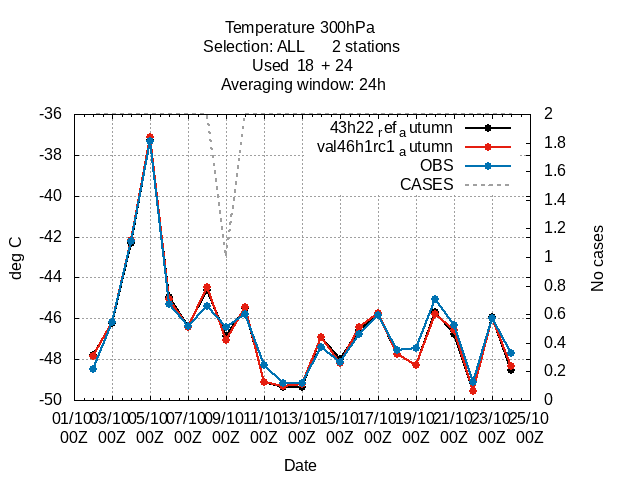 Temperature 300hPa
Selection: ALL 2 stations
Used 18 + 24
Averaging window: 24h
-36
-38
-40
-42
-44
-46
-48
-50
deg C
2
1.8
1.6
1.4
1.2
1
0.8
0.6
0.4
0.2
0
No cases
43h22 ref a utumn
val46h1rc1 a utumn
OBS
CASES
01/10 03/10 05/10 07/10 09/10 11/10 13/10 15/10 17/10 19/10 21/10 23/10 25/10
00Z 00Z 00Z 00Z 00Z 00Z 00Z 00Z 00Z 00Z 00Z 00Z 00Z
Date